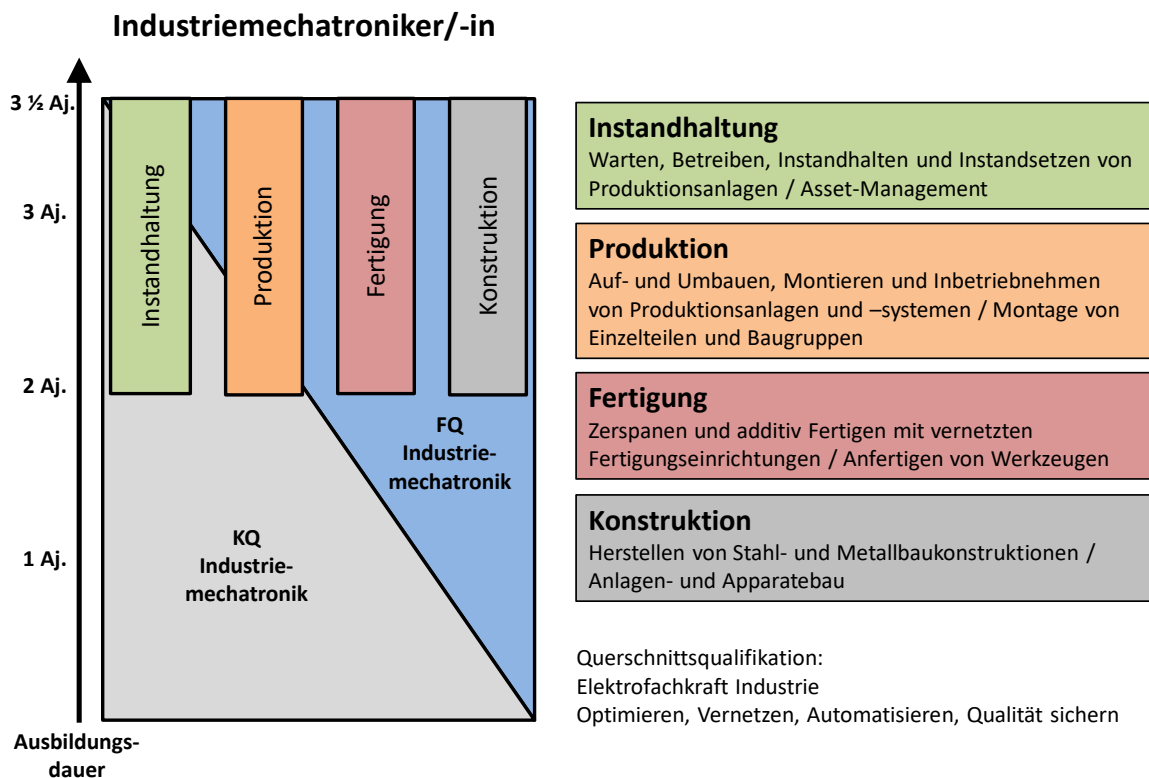 Industriemechatroniker/-in
3 ½ Aj.
3 Aj.
2 Aj.
1 Aj.
Ausbildungs-
dauer
Instandhaltung
Produktion
Fertigung
Konstruktion
FQ
Industrie-
mechatronik
KQ
Industrie-
mechatronik
Instandhaltung
Warten, Betreiben, Instandhalten und Instandsetzen von
Produktionsanlagen / Asset-Management
Produktion
Auf- und Umbauen, Montieren und Inbetriebnehmen
von Produktionsanlagen und –systemen / Montage von
Einzelteilen und Baugruppen
Fertigung
Zerspanen und additiv Fertigen mit vernetzten
Fertigungseinrichtungen / Anfertigen von Werkzeugen
Konstruktion
Herstellen von Stahl- und Metallbaukonstruktionen /
Anlagen- und Apparatebau
Querschnittsqualifikation:
Elektrofachkraft Industrie
Optimieren, Vernetzen, Automatisieren, Qualität sichern